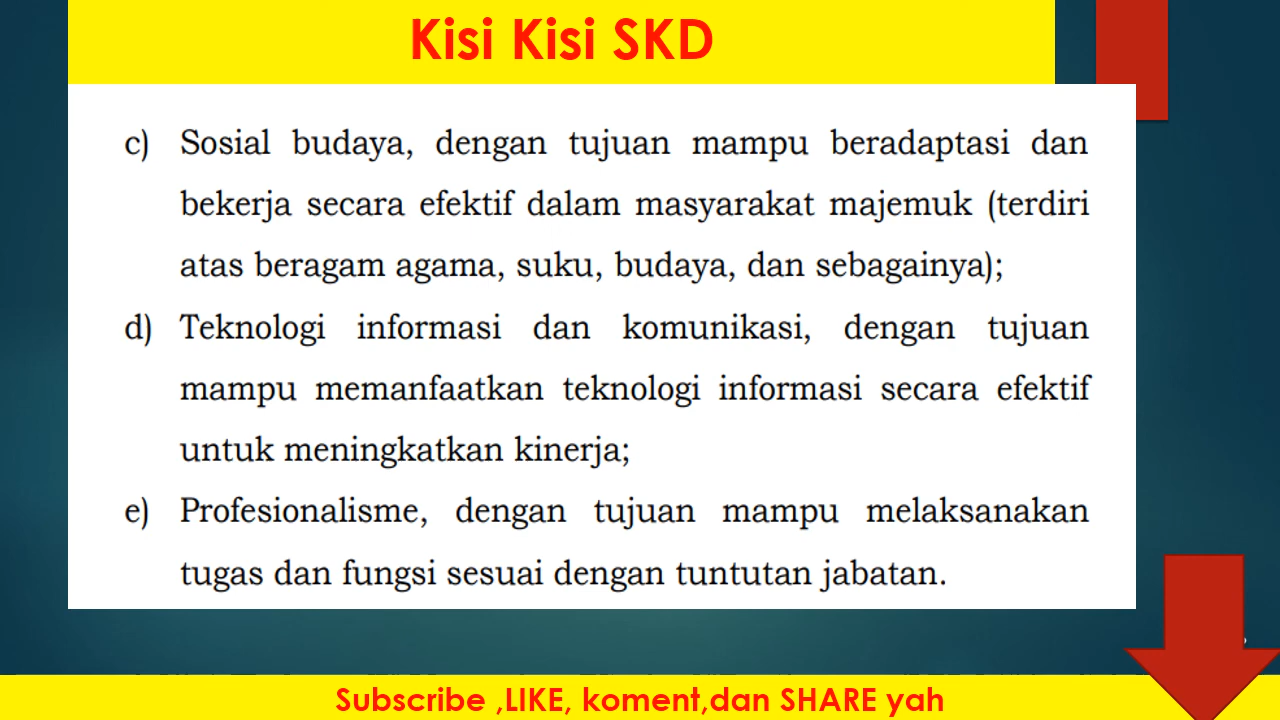 Kisi Kisi SKD
c) Sosial budaya, dengan tujuan mampu beradaptasi dan
bekerja secara efektif dalam masyarakat majemuk (terdiri
atas beragam agama, suku, budaya, dan sebagainya);
d) Teknologi informasi dan komunikasi, dengan tujuan
mampu memanfaatkan teknologi informasi secara efektif
untuk meningkatkan kinerja;
e) Profesionalisme, dengan tujuan mampu melaksanakan
tugas dan fungsi sesuai dengan tuntutan jabatan.
Subscribe ,LIKE, koment,dan SHARE yah